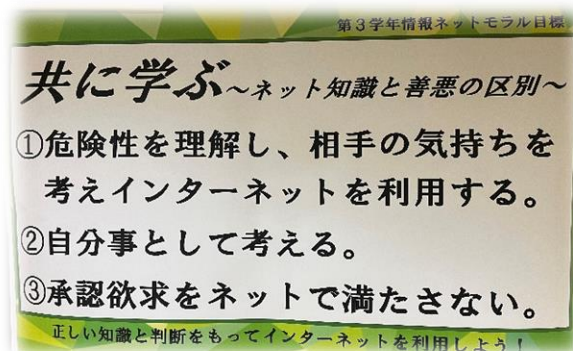 第3学年情報ネットモラル目標
共に学ぶ～ネット知識と善悪の区別～
①危険性を理解し、相手の気持ちを
考えインターネットを利用する。
②自分事として考える。
③承認欲求をネットで満たさない。
正しい知識と判断をもってインターネットを利用しよう！